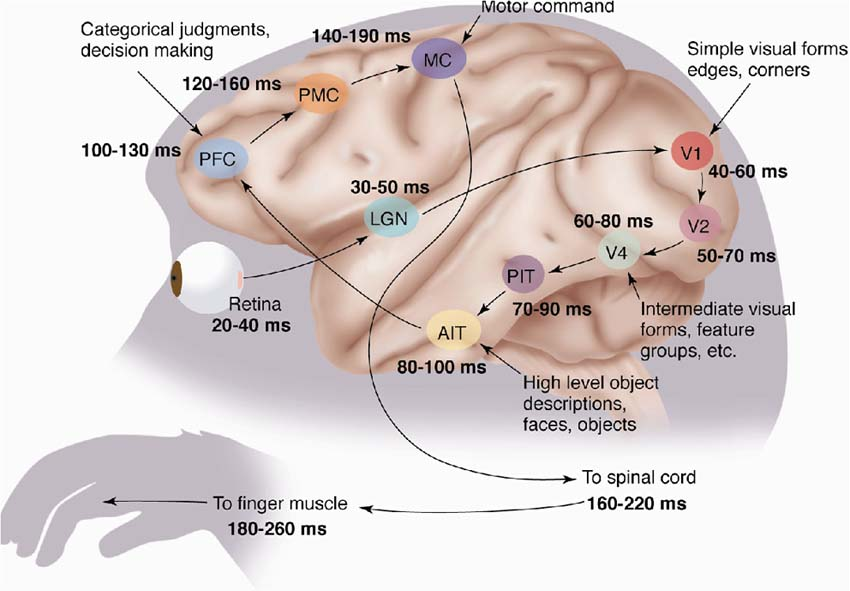 Motor command
Categorical judgments,
decision making
140-190 ms
MC
Simple visual forms
edges, corners
120-160 ms
PMC
100-130 ms
PFC
V1
40-60 ms
30-50 ms
LGN
60-80 ms
V2
V4
50-70 ms
PIT
70-90 ms
Retina
20-40 ms
Intermediate visual
forms, feature
groups, etc.
AIT
80-100 ms
High level object
descriptions,
faces, objects
To spinal cord
160-220 ms
To finger muscle
180-260 ms